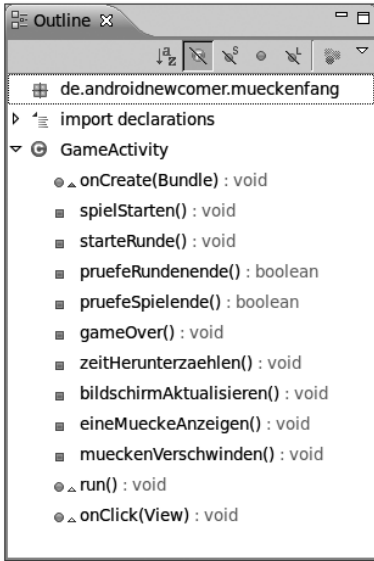 Outline
de.androidnewcomer.mueckenfang
import declarations
GameActivity
onCreate(Bundle) : void
spielStarten() : void
starteRunde() : void
pruefeRundenende() : boolean
pruefeSpielende() : boolean
gameOver() : void
zeitHerunterzaehlen() : void
bildschirmAktualisieren() : void
eineMueckeAnzeigen() : void
mueckenVerschwinden() : void
run() : void
onClick(View) : void